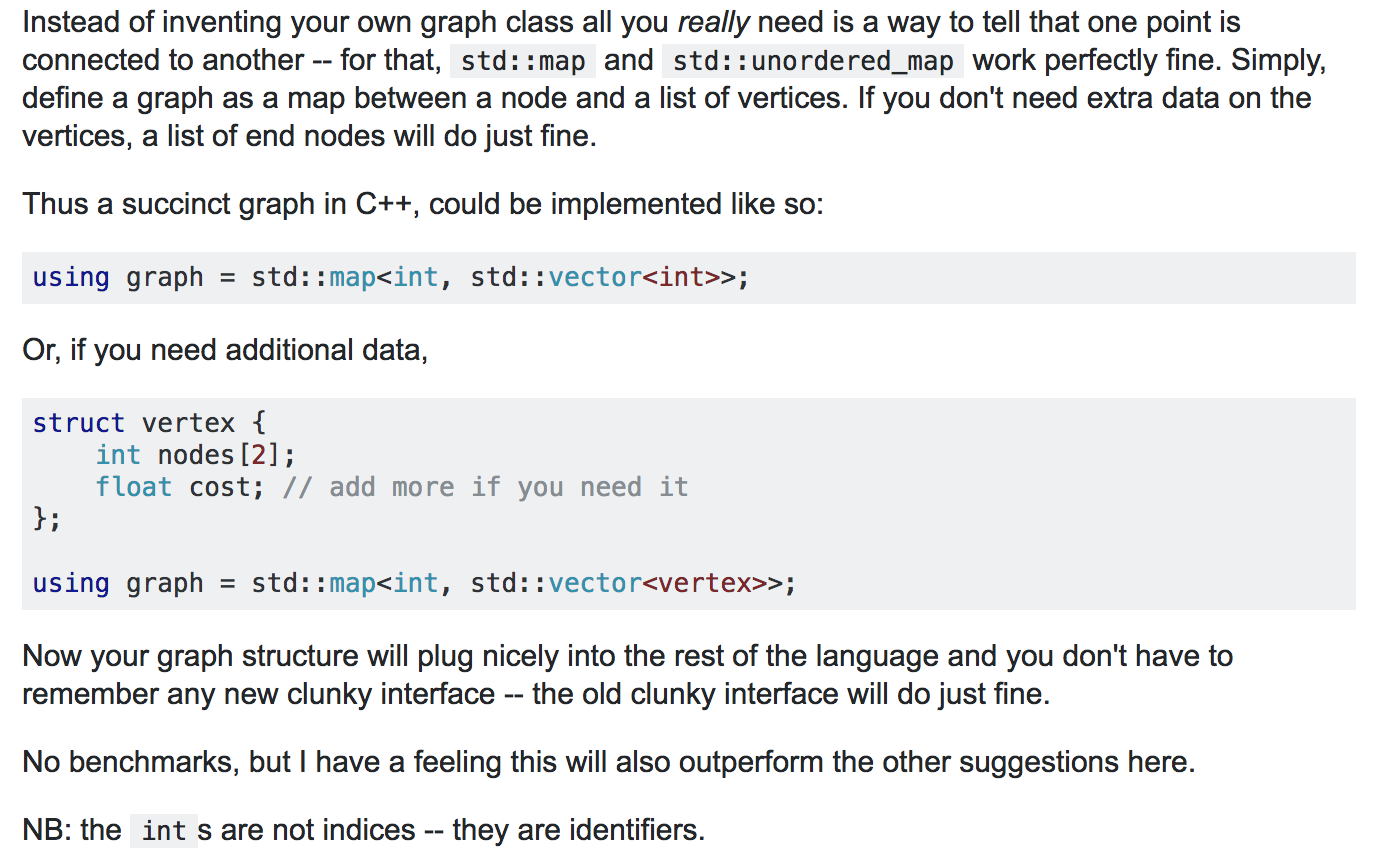 Instead of inventing your own graph class all you really need is a way to tell that one point is
connected to another -- for that, std::map and std::unordered_map work perfectly fine. Simply,
define a graph as a map between a node and a list of vertices. If you don't need extra data on the
vertices, a list of end nodes will do just fine.
Thus a succinct graph in C++, could be implemented like so:
using graph = std::map<int, std::vector<int>>;
Or, if you need additional data,
struct vertex {
    int nodes[2];
    float cost; // add more if you need it
};
using graph = std::map<int, std::vector<vertex>>;
Now your graph structure will plug nicely into the rest of the language and you don't have to
remember any new clunky interface -- the old clunky interface will do just fine.
No benchmarks, but I have a feeling this will also outperform the other suggestions here.
NB: the int s are not indices -- they are identifiers.